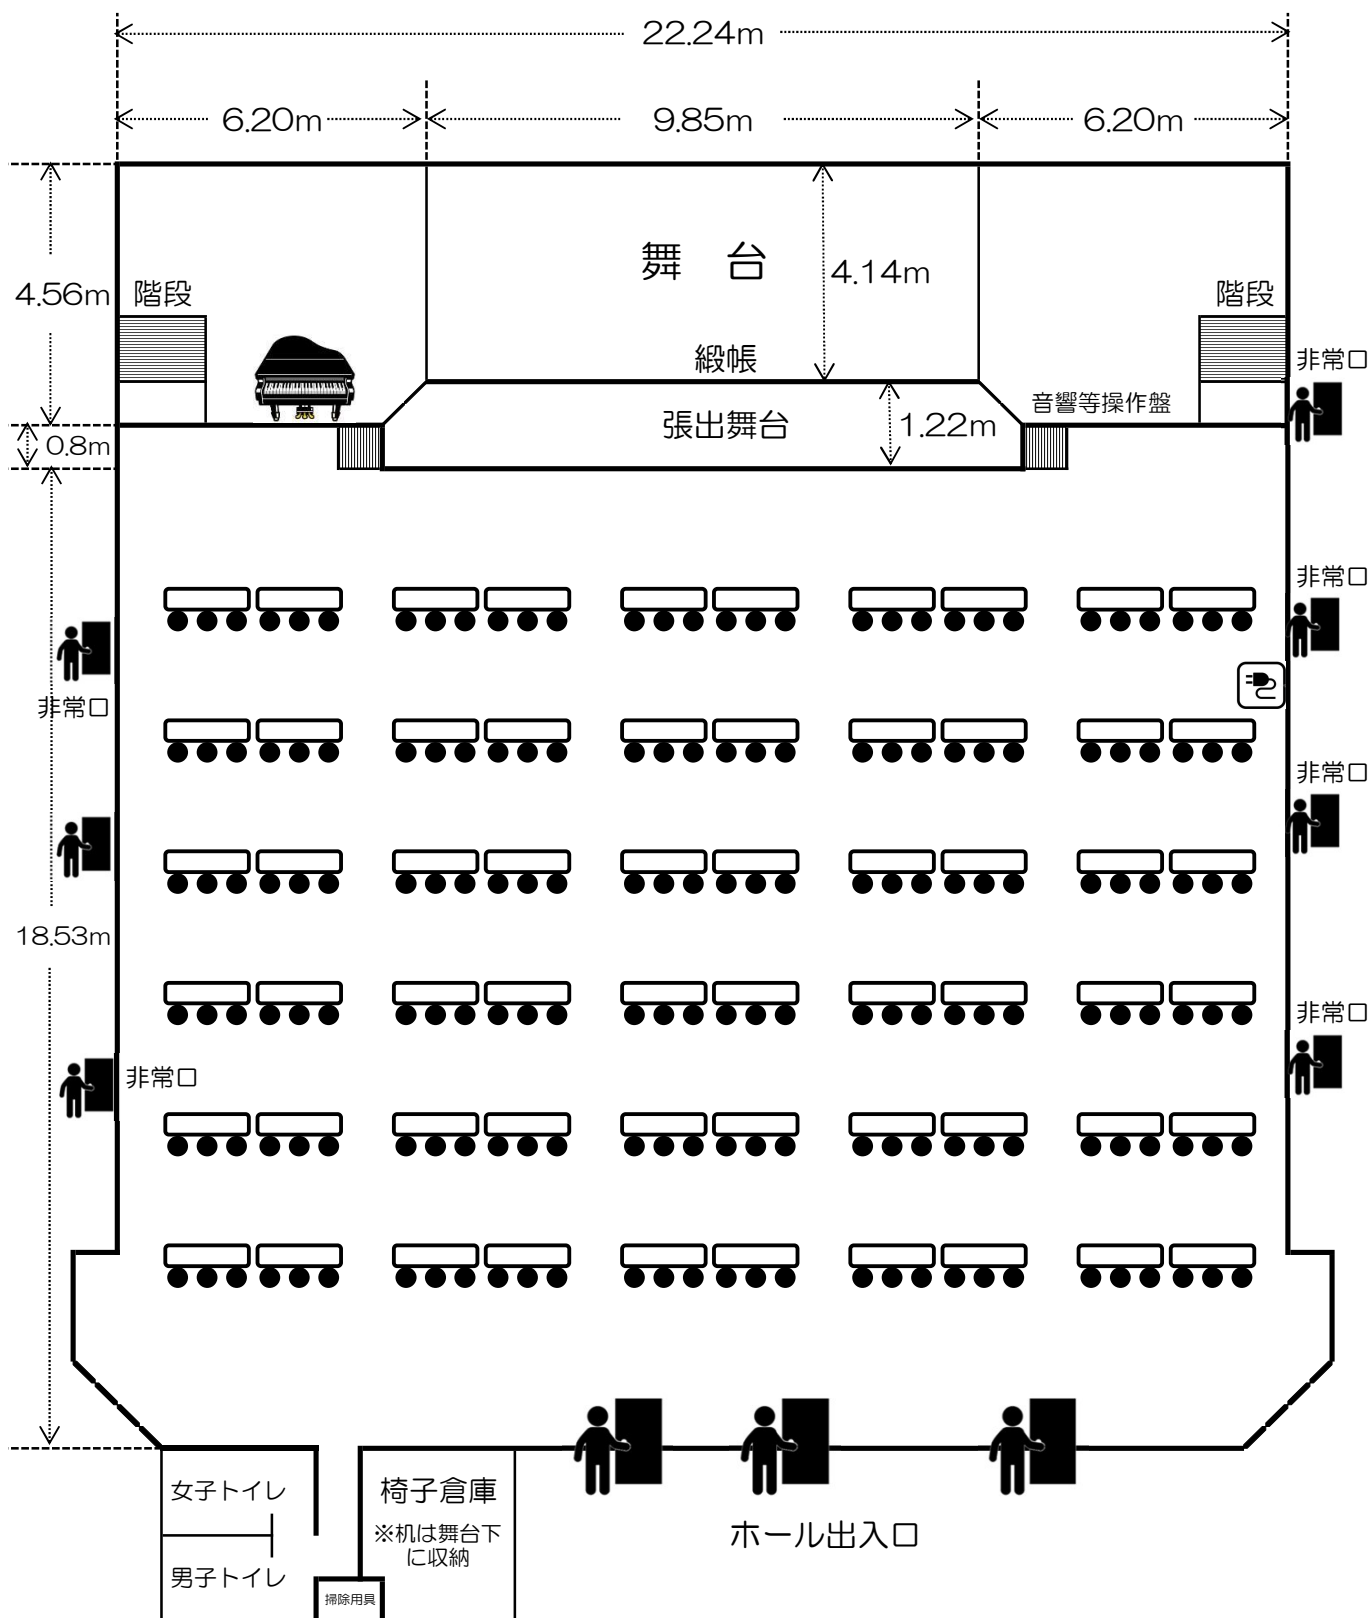 22.24m
6.20m
9.85m
6.20m
舞　台
4.14m
4.56m
階段
階段
緞帳
非常口
音響等操作盤
張出舞台
1.22m
0.8m
非常口
非常口
非常口
18.53m
非常口
非常口
女子トイレ
椅子倉庫
※机は舞台下
に収納
ホール出入口
男子トイレ
掃除用具